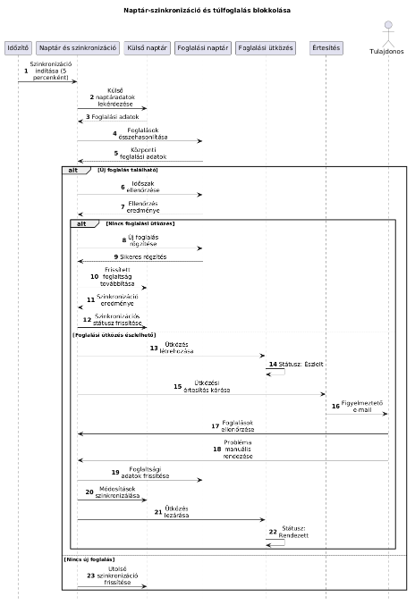 Naptár-szinkronizáció és túlfoglalás blokkolása
Időzítő
Naptár és szinkronizáció
Külső naptár
Foglalási naptár
Foglalási ütközés
Értesítés
Tulajdonos
1 Szinkronizáció
indítása (5
percenként)
Külső
2 naptáradatok
lekérdezése
3 Foglalási adatok
4 Foglalások
összehasonlítása
5 Központi
foglalási adatok
alt [Új foglalás található]
6 Időszak
ellenőrzése
7 Ellenőrzés
eredménye
alt [Nincs foglalási ütközés]
8 Új foglalás
rögzítése
9 Sikeres rögzítés
Frissített
10 foglaltság
továbbítása
11 Szinkronizáció
eredménye
12 Szinkronizációs
státusz frissítése
[Foglalási ütközés észlelhető]
13 Ütközés
létrehozása
14 Státusz: Észlelt
15 Ütközési
értesítés kérése
16 Figyelmeztető
e-mail
17 Foglalások
ellenőrzése
Probléma
18 manuális
rendezése
19 Foglaltsági
adatok frissítése
20 Módosítások
szinkronizálása
21 Ütközés
lezárása
22 Státusz:
Rendezett
[Nincs új foglalás]
Utolsó
23 szinkronizáció
frissítése